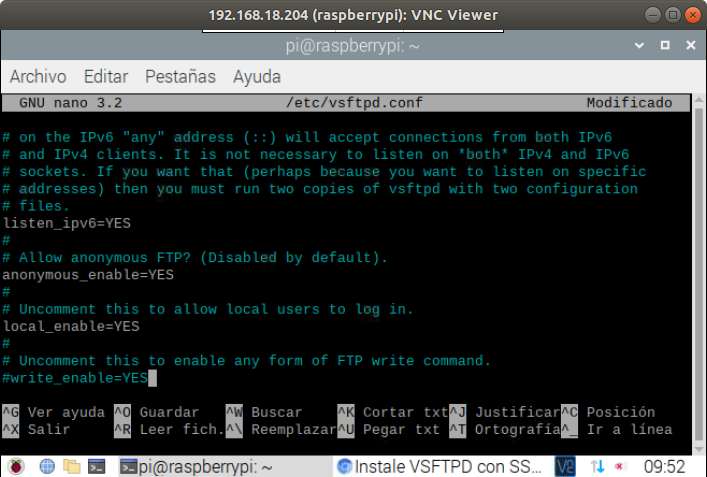 192.168.18.204 (raspberrypi): VNC Viewer
pi@raspberrypi: ~
Archivo Editar Pestañas Ayuda
GNU nano 3.2 /etc/vsftpd.conf Modificado
# on the IPv6 "any" address (::) will accept connections from both IPv6
# and IPv4 clients. It is not necessary to listen on *both* IPv4 and IPv6
# sockets. If you want that (perhaps because you want to listen on specific
# addresses) then you must run two copies of vsftpd with two configuration
# files.
listen_ipv6=YES
#
# Allow anonymous FTP? (Disabled by default).
anonymous_enable=YES
#
# Uncomment this to allow local users to log in.
local_enable=YES
#
# Uncomment this to enable any form of FTP write command.
#write_enable=YES
^G Ver ayuda ^O Guardar ^W Buscar ^K Cortar txt ^J Justificar ^C Posición
^X Salir ^R Leer fich. ^\ Reemplazar ^U Pegar txt ^T Ortografía ^_ Ir a línea
pi@raspberrypi: ~ Instale VSFTPD con SS... V2 09:52